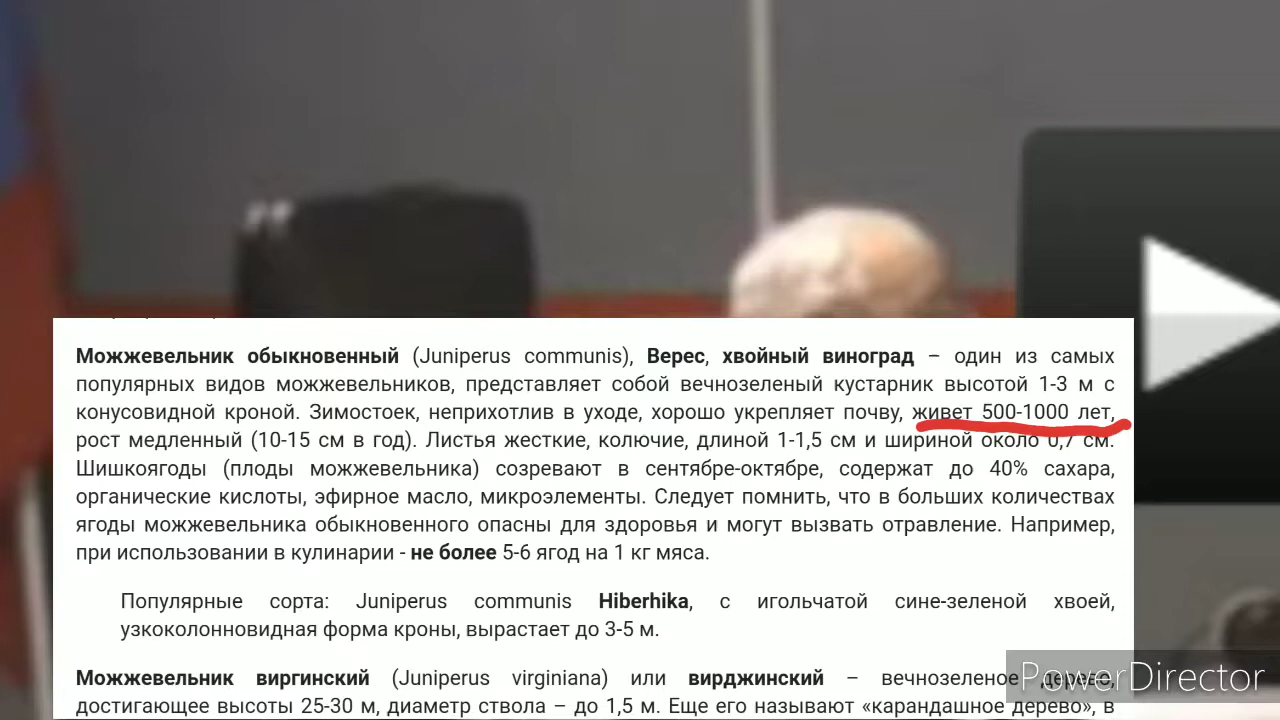 Можжевельник обыкновенный (Juniperus communis), Верес, хвойный виноград – один из самых
популярных видов можжевельников, представляет собой вечнозеленый кустарник высотой 1-3 м с
конусовидной кроной. Зимостоек, неприхотлив в уходе, хорошо укрепляет почву, живет 500-1000 лет,
рост медленный (10-15 см в год). Листья жесткие, колючие, длиной 1-1,5 см и шириной около 0,7 см.
Шишкоягоды (плоды можжевельника) созревают в сентябре-октябре, содержат до 40% сахара,
органические кислоты, эфирное масло, микроэлементы. Следует помнить, что в больших количествах
ягоды можжевельника обыкновенного опасны для здоровья и могут вызвать отравление. Например,
при использовании в кулинарии - не более 5-6 ягод на 1 кг мяса.
Популярные сорта: Juniperus communis Hiberhika, с игольчатой сине-зеленой хвоей,
узкоколонновидная форма кроны, вырастает до 3-5 м.
Можжевельник виргинский (Juniperus virginiana) или вирджинский – вечнозеленое дерево,
достигающее высоты 25-30 м, диаметр ствола – до 1,5 м. Еще его называют «карандашное дерево», в
PowerDirector